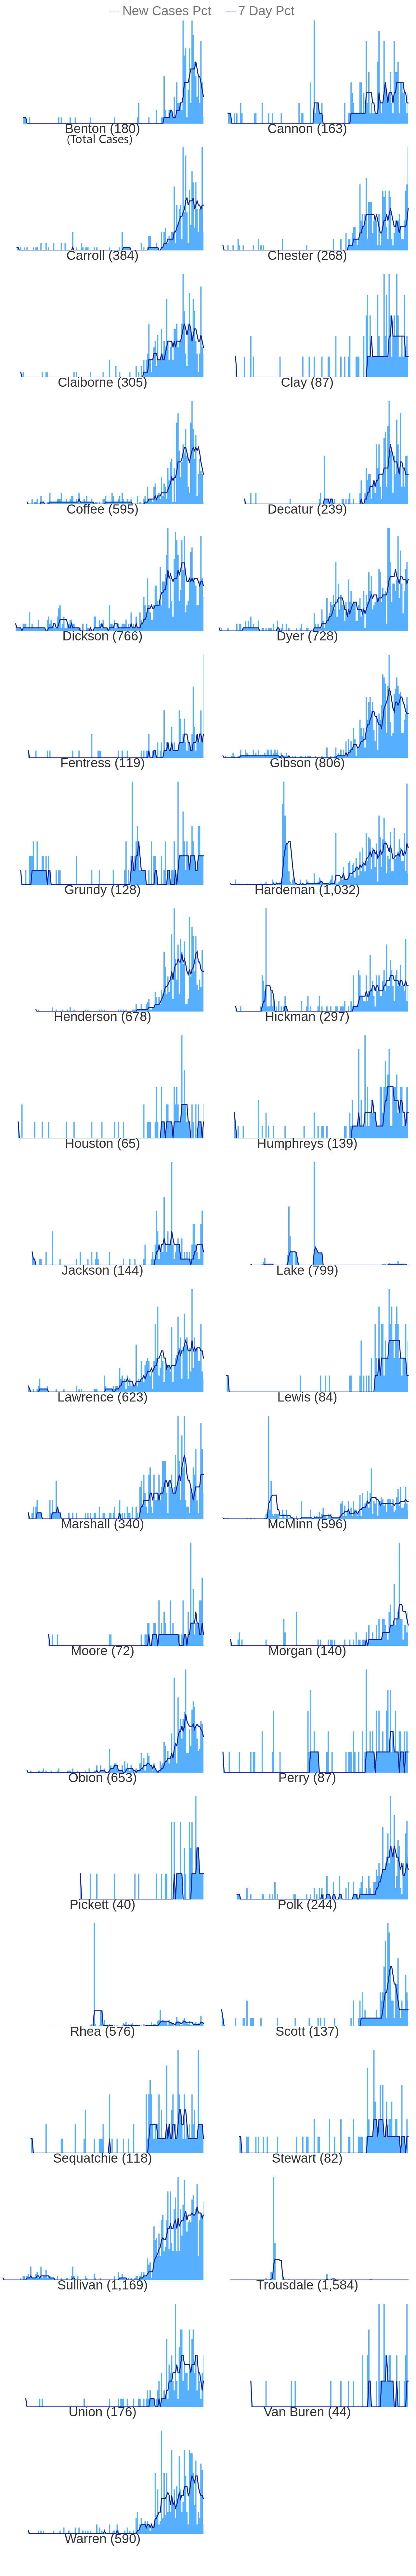 New Cases Pct 7 Day Pct
Benton (180) Cannon (163)
(Total Cases)
Carroll (384) Chester (268)
Claiborne (305) Clay (87)
Coffee (595) Decatur (239)
Dickson (766) Dyer (728)
Fentress (119) Gibson (806)
Grundy (128) Hardeman (1,032)
Henderson (678) Hickman (297)
Houston (65) Humphreys (139)
Jackson (144) Lake (799)
Lawrence (623) Lewis (84)
Marshall (340) McMinn (596)
Moore (72) Morgan (140)
Obion (653) Perry (87)
Pickett (40) Polk (244)
Rhea (576) Scott (137)
Sequatchie (118) Stewart (82)
Sullivan (1,169) Trousdale (1,584)
Union (176) Van Buren (44)
Warren (590)